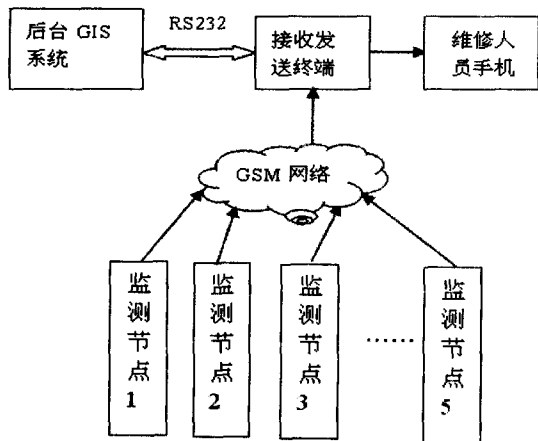 后台 GIS
系统
RS232
接收发
送终端
维修人
员手机
GSM 网络
监测节点1
监测节点2
监测节点3
……
监测节点5